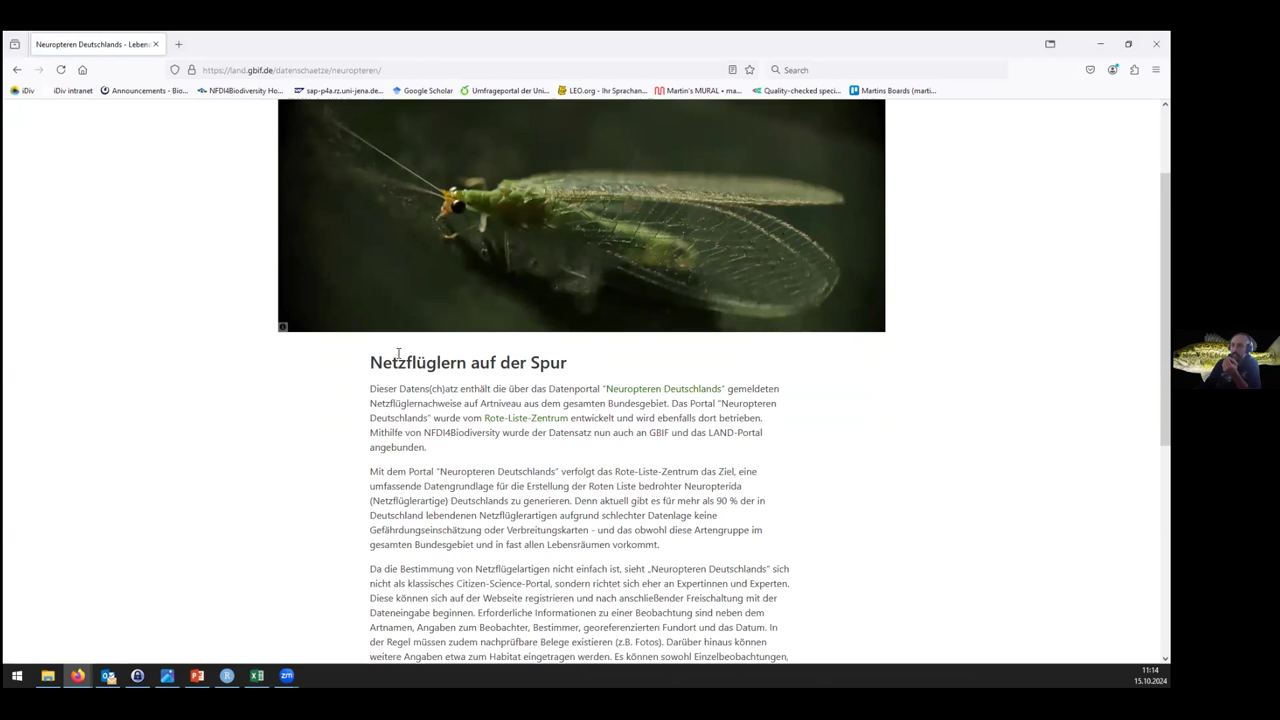 Neuropteren Deutschlands - Leben
https://land.gbif.de/datenschaetze/neuropteren/
Search
iDiv
iDiv intranet
Announcements - Bio...
NFDI4Biodiversity Ho...
sap-p4a.rz.uni-jena.de...
Google Scholar
Umfrageportal der Uni...
LEO.org - Ihr Sprachan...
Martin's MURAL • ma...
Quality-checked speci...
Martins Boards (marti...
Netzflüglern auf der Spur
Dieser Datens(ch)atz enthält die über das Datenportal "Neuropteren Deutschlands" gemeldeten
Netzflüglernachweise auf Artniveau aus dem gesamten Bundesgebiet. Das Portal "Neuropteren
Deutschlands" wurde vom Rote-Liste-Zentrum entwickelt und wird ebenfalls dort betrieben.
Mithilfe von NFDI4Biodiversity wurde der Datensatz nun auch an GBIF und das LAND-Portal
angebunden.
Mit dem Portal "Neuropteren Deutschlands" verfolgt das Rote-Liste-Zentrum das Ziel, eine
umfassende Datengrundlage für die Erstellung der Roten Liste bedrohter Neuropterida
(Netzflüglerartige) Deutschlands zu generieren. Denn aktuell gibt es für mehr als 90 % der in
Deutschland lebendenen Netzflüglerartigen aufgrund schlechter Datenlage keine
Gefährdungseinschätzung oder Verbreitungskarten - und das obwohl diese Artengruppe im
gesamten Bundesgebiet und in fast allen Lebensräumen vorkommt.
Da die Bestimmung von Netzflügelartigen nicht einfach ist, sieht „Neuropteren Deutschlands" sich
nicht als klassisches Citizen-Science-Portal, sondern richtet sich eher an Expertinnen und Experten.
Diese können sich auf der Webseite registrieren und nach anschließender Freischaltung mit der
Dateneingabe beginnen. Erforderliche Informationen zu einer Beobachtung sind neben dem
Artnamen, Angaben zum Beobachter, Bestimmer, georeferenzierten Fundort und das Datum. In
der Regel müssen zudem nachprüfbare Belege existieren (z.B. Fotos). Darüber hinaus können
weitere Angaben etwa zum Habitat eingetragen werden. Es können sowohl Einzelbeobachtungen,
11:14
15.10.2024